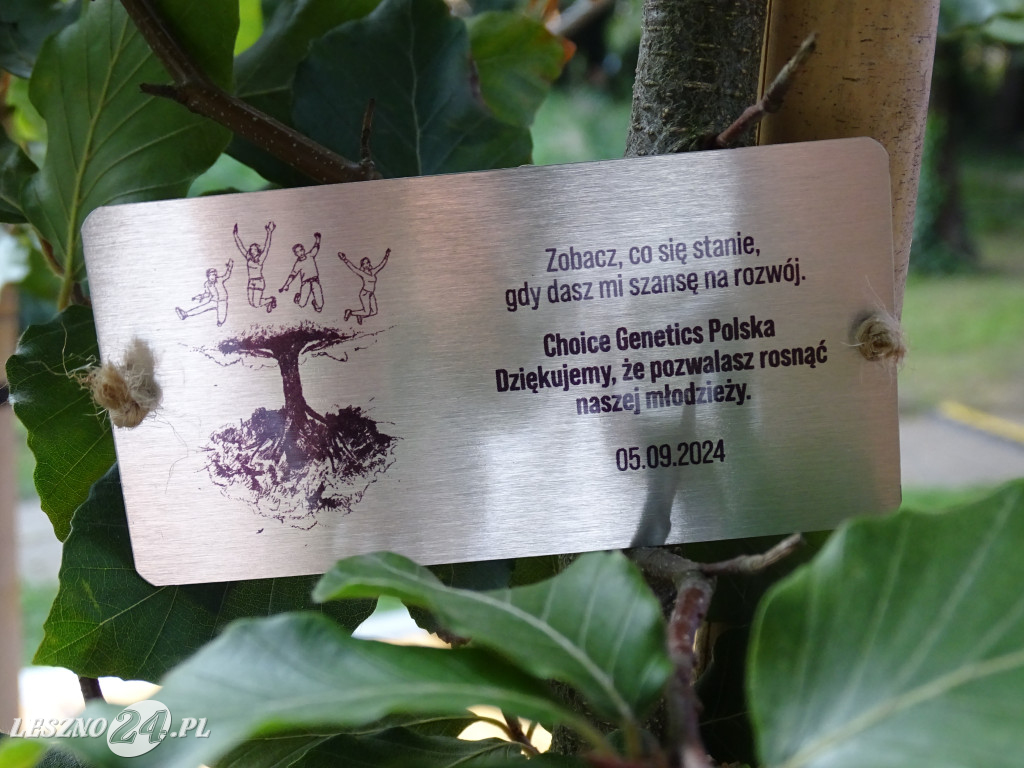 Zobacz, co się stanie,
gdy dasz mi szansę na rozwój.
Choice Genetics Polska
Dziękujemy, że pozwalasz rosnąć
naszej młodzieży.
05.09.2024
LESZNO24.PL